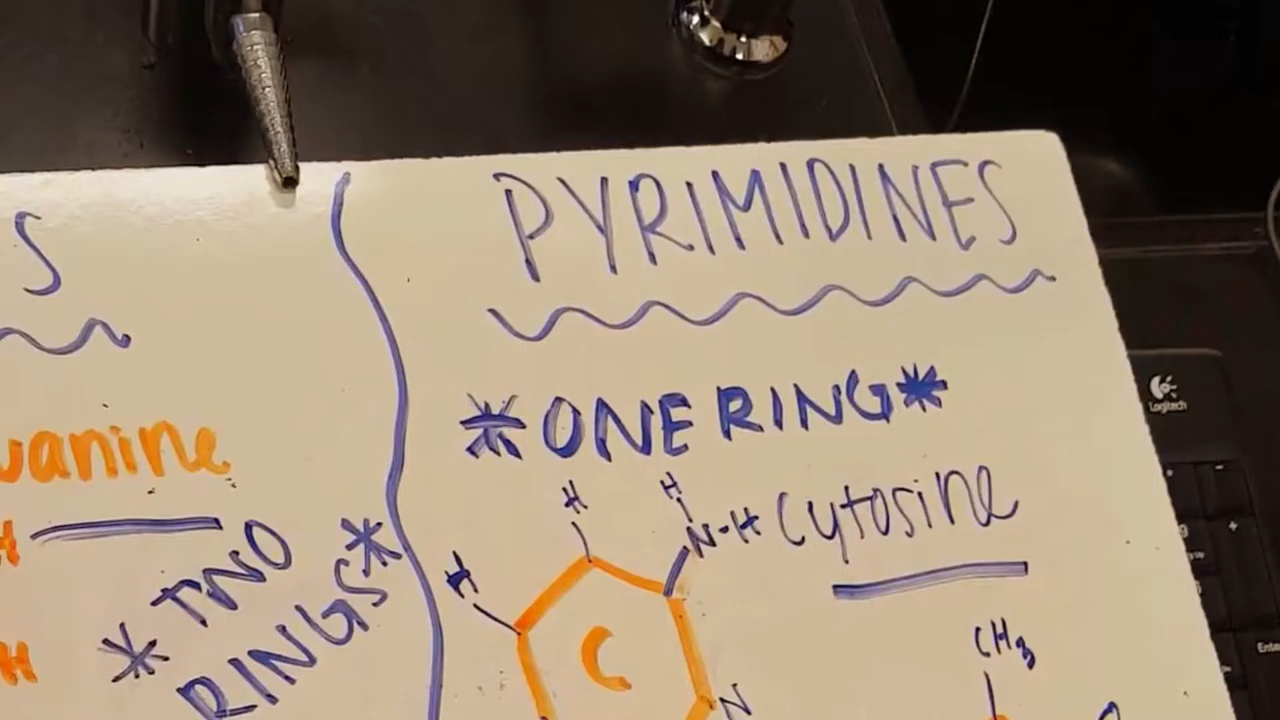 S
uanine
H
*TWO
RINGS*
H
PYRIMIDINES
*ONE RING*
Cytosine
H
H
N-H
H
C
N
CH3
Logitech